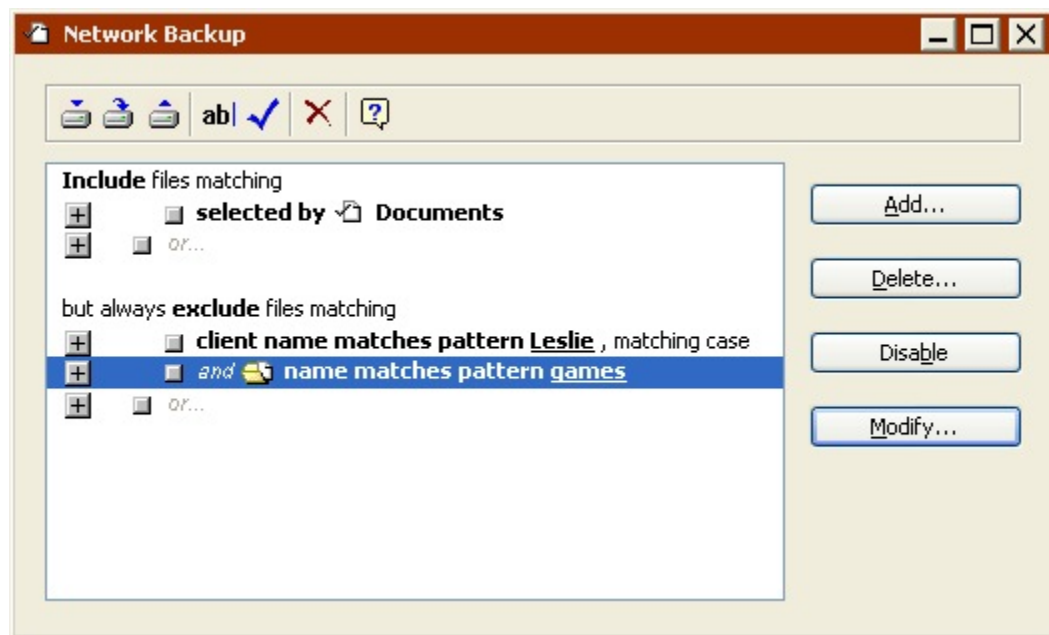 Network Backup
ab|
Include files matching
selected by Documents
or...
but always exclude files matching
client name matches pattern Leslie , matching case
and name matches pattern games
or...
Add...
Delete...
Disable
Modify...